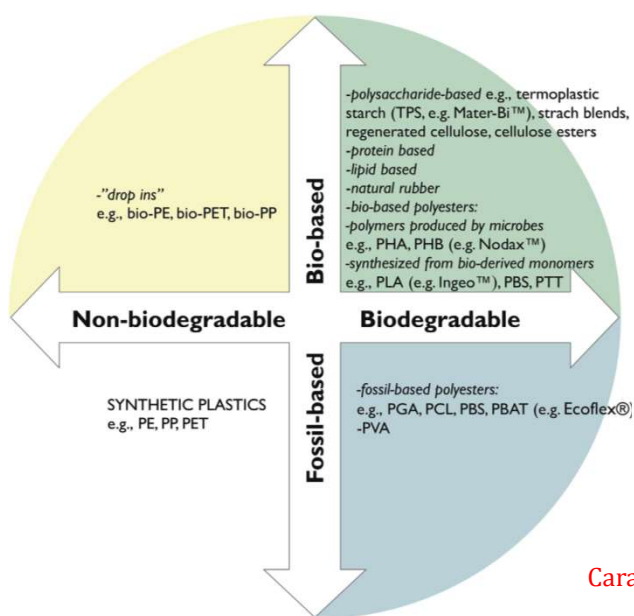 -"drop ins"
e.g., bio-PE, bio-PET, bio-PP
Bio-based
-polysaccharide-based e.g., termoplastic
starch (TPS, e.g. Mater-Bi™), strach blends,
regenerated cellulose, cellulose esters
-protein based
-lipid based
-natural rubber
-bio-based polyesters:
-polymers produced by microbes
e.g., PHA, PHB (e.g. Nodax™)
-synthesized from bio-derived monomers
e.g., PLA (e.g. Ingeo™), PBS, PTT
Non-biodegradable
Biodegradable
SYNTHETIC PLASTICS
e.g., PE, PP, PET
Fossil-based
-fossil-based polyesters:
e.g., PGA, PCL, PBS, PBAT (e.g. Ecoflex®)
-PVA
Cara